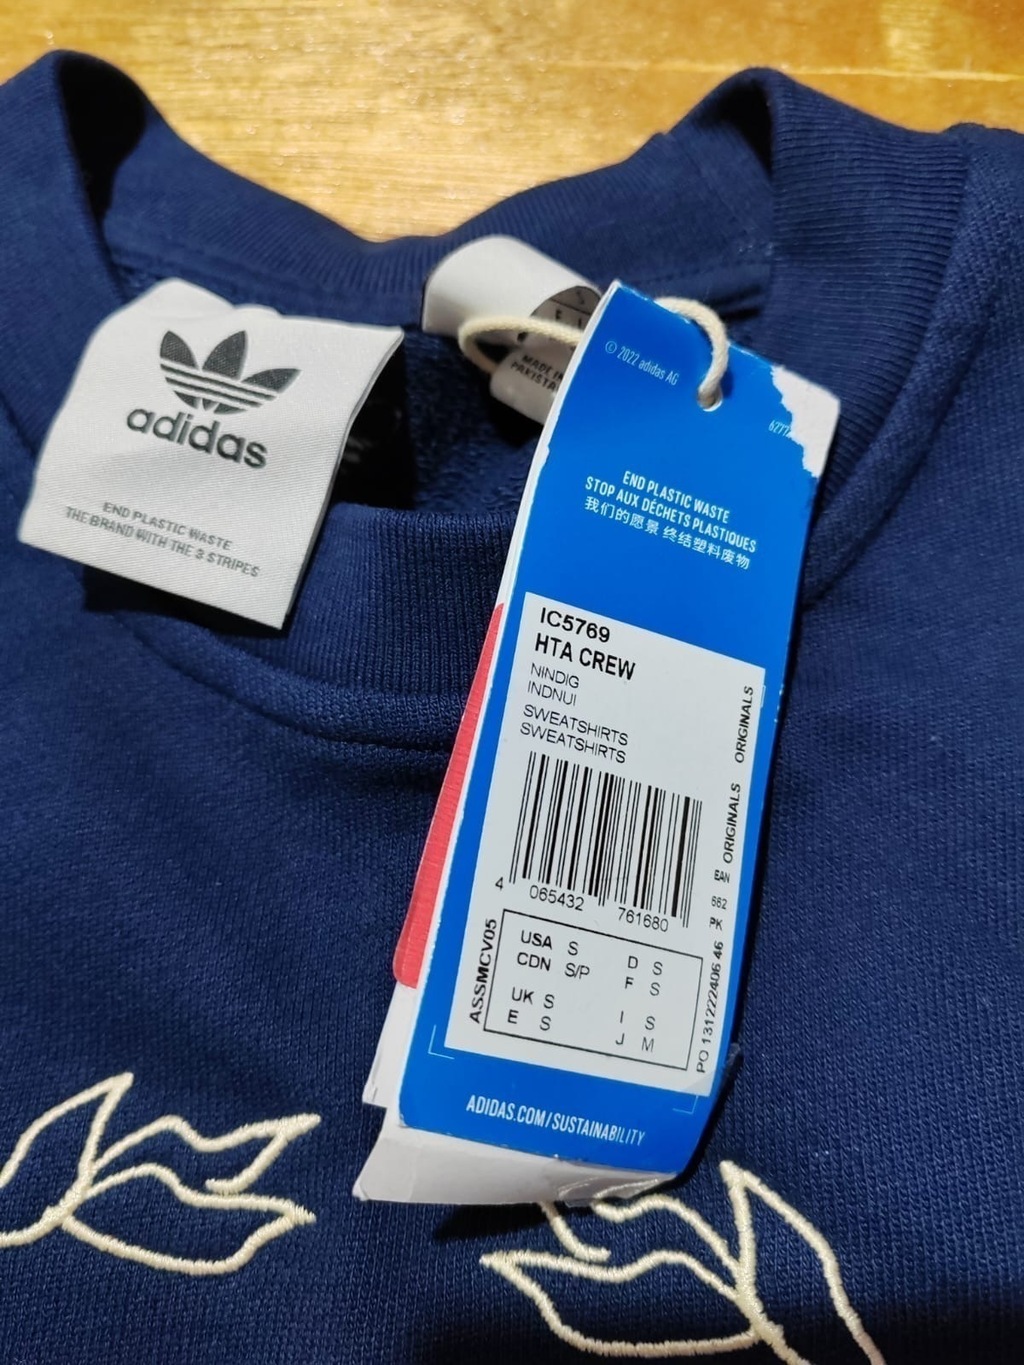 adidas
END PLASTIC WASTE
THE BRAND WITH THE 3 STRIPES
S
MADE IN
PAKISTAN
© 2022 adidas AG
END PLASTIC WASTE
STOP AUX DÉCHETS PLASTIQUES
我们的愿景 终结塑料废物
IC5769
HTA CREW
NINDIG
INDNUI
SWEATSHIRTS
SWEATSHIRTS
ORIGINALS
ORIGINALS
EAN
662
PK
4 065432 761680
ASSMCV05
USA S
CDN S/P
UK S
E S
D S
F S
I S
J M
PO 131222406 46
ADIDAS.COM/SUSTAINABILITY